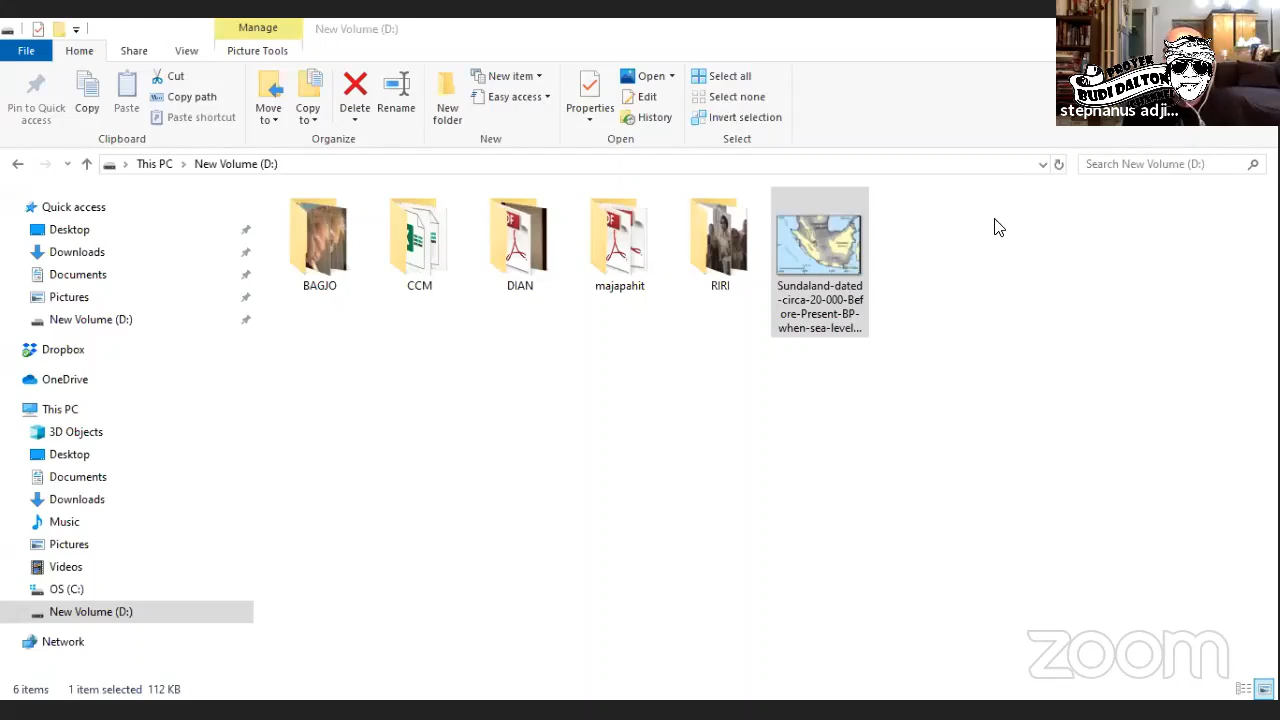 Manage
New Volume (D:)
File
Home
Share
View
Picture Tools
Pin to Quick
access
Copy
Paste
Cut
Copy path
Paste shortcut
Clipboard
Move
to
Copy
to
Delete
Rename
Organize
New
folder
New item
Easy access
New
Properties
Open
Edit
History
Open
Select all
Select none
Invert selection
Select
PROYEK
BUDI DALTON
stephanus adji...
This PC
New Volume (D:)
Search New Volume (D:)
Quick access
Desktop
Downloads
Documents
Pictures
New Volume (D:)
Dropbox
OneDrive
This PC
3D Objects
Desktop
Documents
Downloads
Music
Pictures
Videos
OS (C:)
New Volume (D:)
Network
PDF
PDF
BAGJO
CCM
DIAN
majapahit
RIRI
Sundaland-dated
-circa-20-000-Bef
ore-Present-BP-
when-sea-level...
6 items
1 item selected
112 KB
zoom